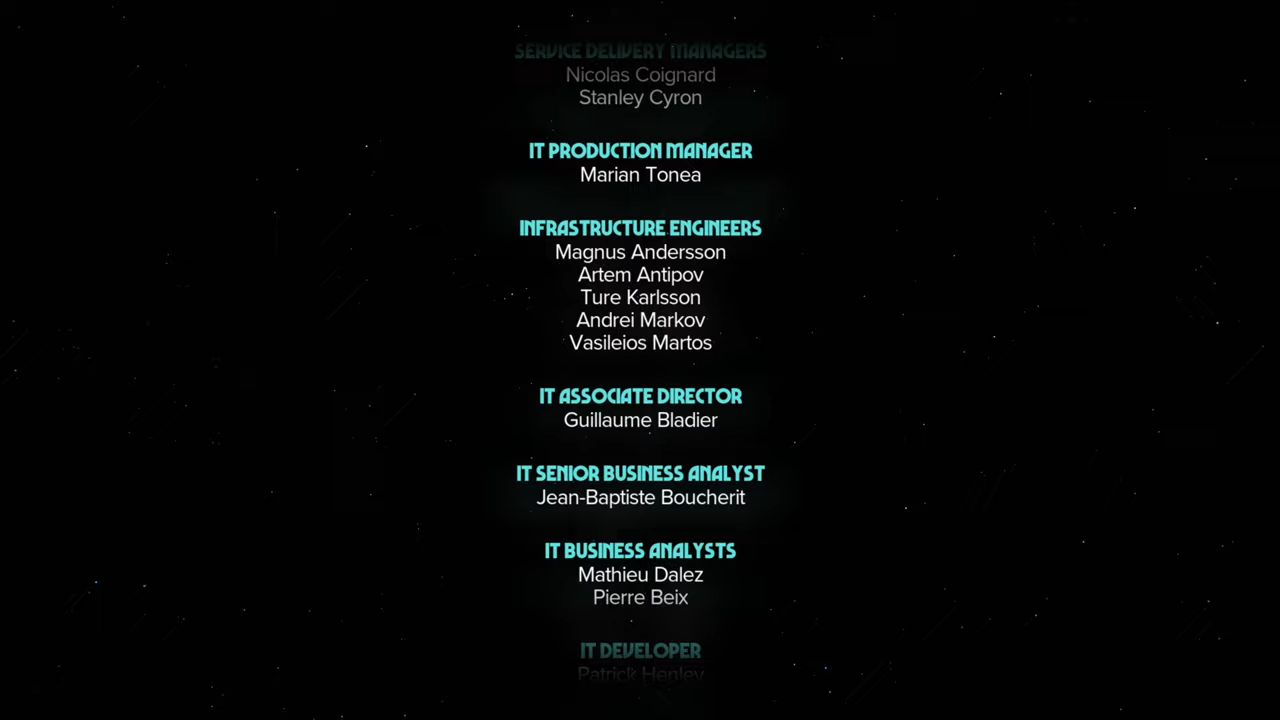 SERVICE DELIVERY MANAGERS
Nicolas Coignard
Stanley Cyron
IT PRODUCTION MANAGER
Marian Tonea
INFRASTRUCTURE ENGINEERS
Magnus Andersson
Artem Antipov
Ture Karlsson
Andrei Markov
Vasileios Martos
IT ASSOCIATE DIRECTOR
Guillaume Bladier
IT SENIOR BUSINESS ANALYST
Jean-Baptiste Boucherit
IT BUSINESS ANALYSTS
Mathieu Dalez
Pierre Beix
IT DEVELOPER
Patrick Henley